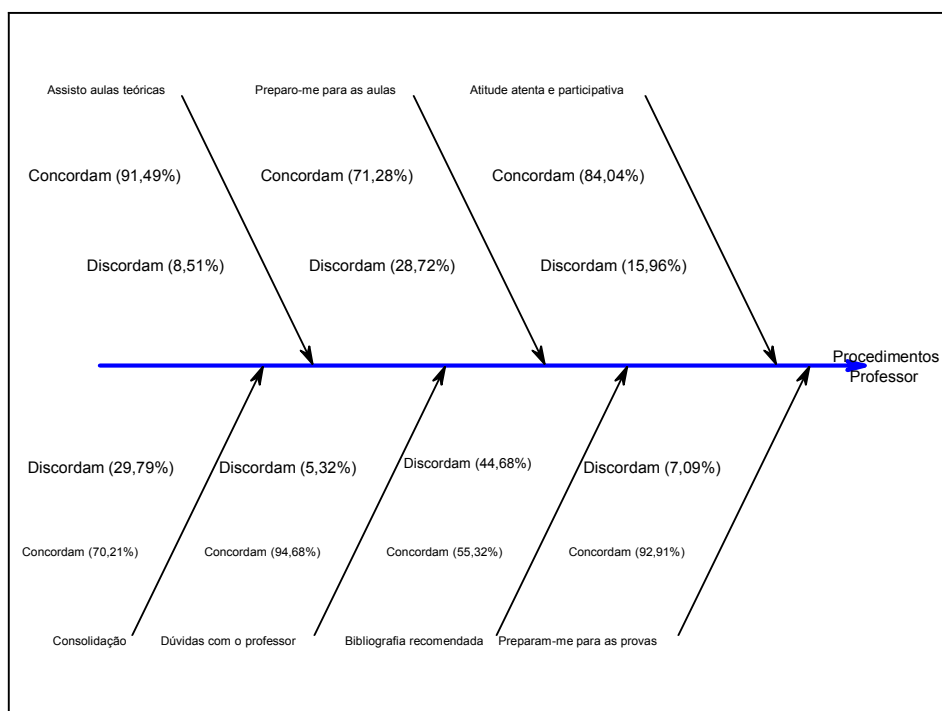 Assisto aulas teóricas
Preparo-me para as aulas
Atitude atenta e participativa
Concordam (91,49%)
Concordam (71,28%)
Concordam (84,04%)
Discordam (8,51%)
Discordam (28,72%)
Discordam (15,96%)
Procedimentos
Professor
Discordam (29,79%)
Discordam (5,32%)
Discordam (44,68%)
Discordam (7,09%)
Concordam (70,21%)
Concordam (94,68%)
Concordam (55,32%)
Concordam (92,91%)
Consolidação
Dúvidas com o professor
Bibliografia recomendada
Preparam-me para as provas